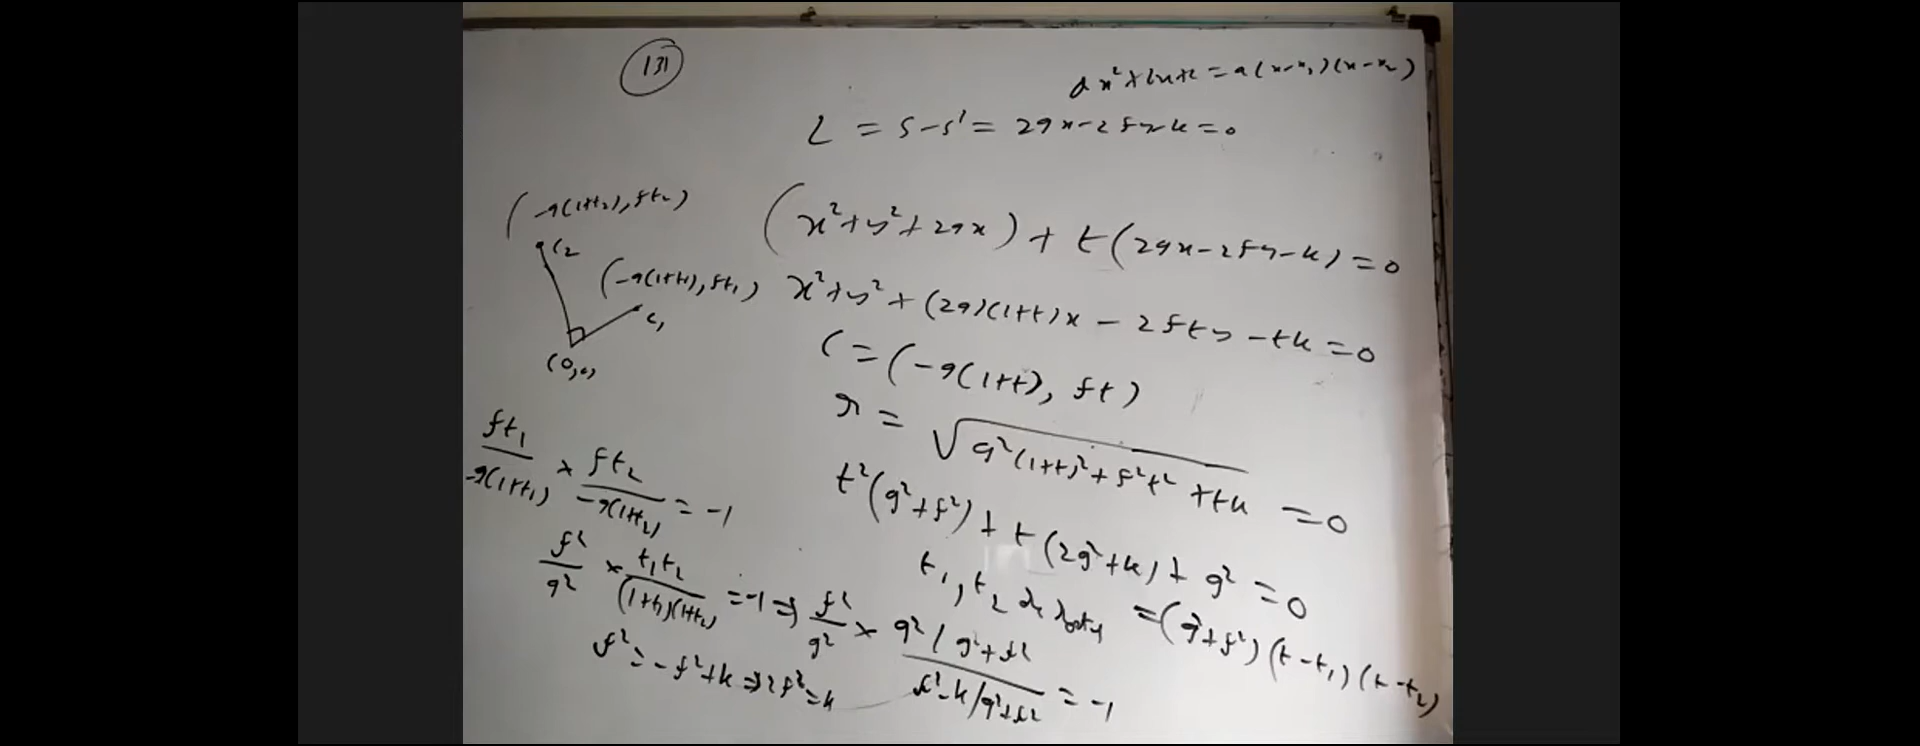 131
ax²+bx+c = a(x-x₁)(x-x₂)
L = S-S' = 2gx-2fy-k=0
(-g(1+t₂), ft₂)
(x²+y²+2gx) + t(2gx-2fy-k)=0
C₂
(-g(1+t₁), ft₁)
x²+y²+(2g)(1+t)x - 2fty - tk=0
C₁
(0,0)
C = (-g(1+t), ft)
r = √g²(1+t)²+f²t²+tk = 0
t²(g²+f²) + t(2g²+k) + g² = 0
t₁, t₂ are roots = (g²+f²)(t-t₁)(t-t₂)
ft₁/-g(1+t₁) × ft₂/-g(1+t₂) = -1
f²/g² × t₁t₂/(1+t₁)(1+t₂) = -1 ⇒ f²/g² × g²/g²+f² / f²-k/g²+f² = -1
f² = -f²+k ⇒ 2f² = k